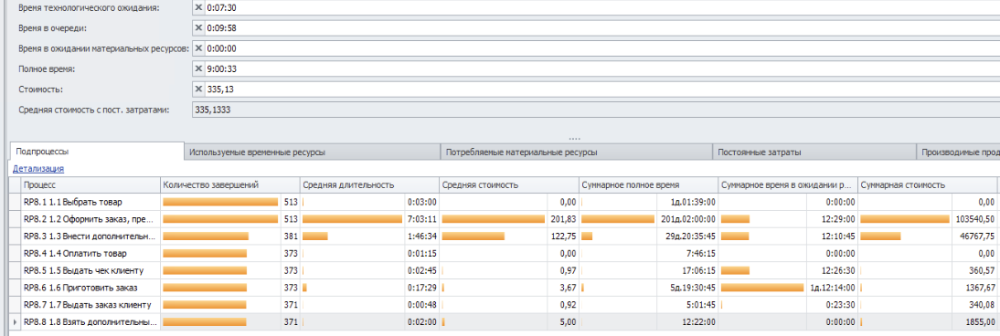 Время технологического ожидания: 0:07:30
Время в очереди: 0:09:58
Время в ожидании материальных ресурсов: 0:00:00
Полное время: 9:00:33
Стоимость: 335,13
Средняя стоимость с пост. затратами: 335,1333
Подпроцессы Используемые временные ресурсы Потребляемые материальные ресурсы Постоянные затраты Производимые прод
Детализация
Процесс Количество завершений Средняя длительность Средняя стоимость Суммарное полное время Суммарное время в ожидании р... Суммарная стоимость
RP8.1 1.1 Выбрать товар 513 0:03:00 0,00 1д.01:39:00 0:00:00 0,00
RP8.2 1.2 Оформить заказ, пре... 513 7:03:11 201,83 201д.02:00:00 12:29:00 103540,50
RP8.3 1.3 Внести дополнительн... 381 1:46:34 122,75 29д.20:35:45 12:10:45 46767,75
RP8.4 1.4 Оплатить товар 373 0:01:15 0,00 7:46:15 0:00:00 0,00
RP8.5 1.5 Выдать чек клиенту 373 0:02:45 0,97 17:06:15 12:26:30 360,57
RP8.6 1.6 Приготовить заказ 373 0:17:29 3,67 5д.19:30:45 1д.12:14:00 1367,67
RP8.7 1.7 Выдать заказ клиенту 371 0:00:48 0,92 5:01:45 0:23:30 340,08
RP8.8 1.8 Взять дополнительны... 371 0:02:00 5,00 12:22:00 0:00:00 1855,00